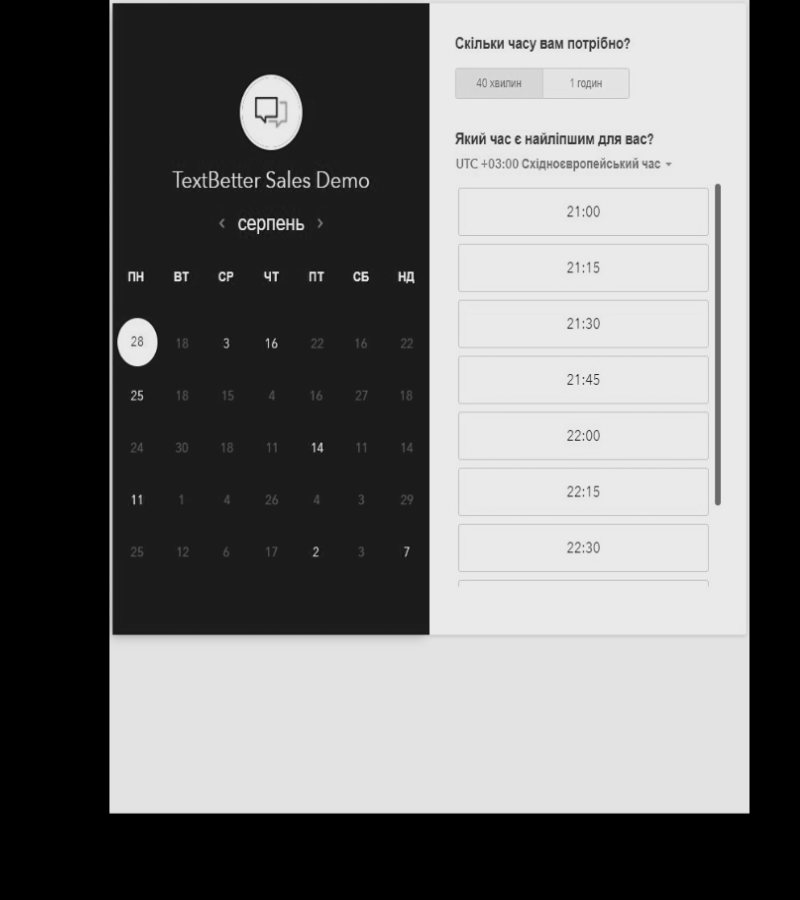 TextBetter Sales Demo
‹ серпень ›
ПН ВТ СР ЧТ ПТ СБ НД
28 18 3 16 22 16 22
25 18 15 4 16 27 18
24 30 18 11 14 11 14
11 1 4 26 4 3 29
25 12 6 17 2 3 7
Скільки часу вам потрібно?
40 хвилин 1 годин
Який час є найліпшим для вас?
UTC +03:00 Східноєвропейський час
21:00
21:15
21:30
21:45
22:00
22:15
22:30